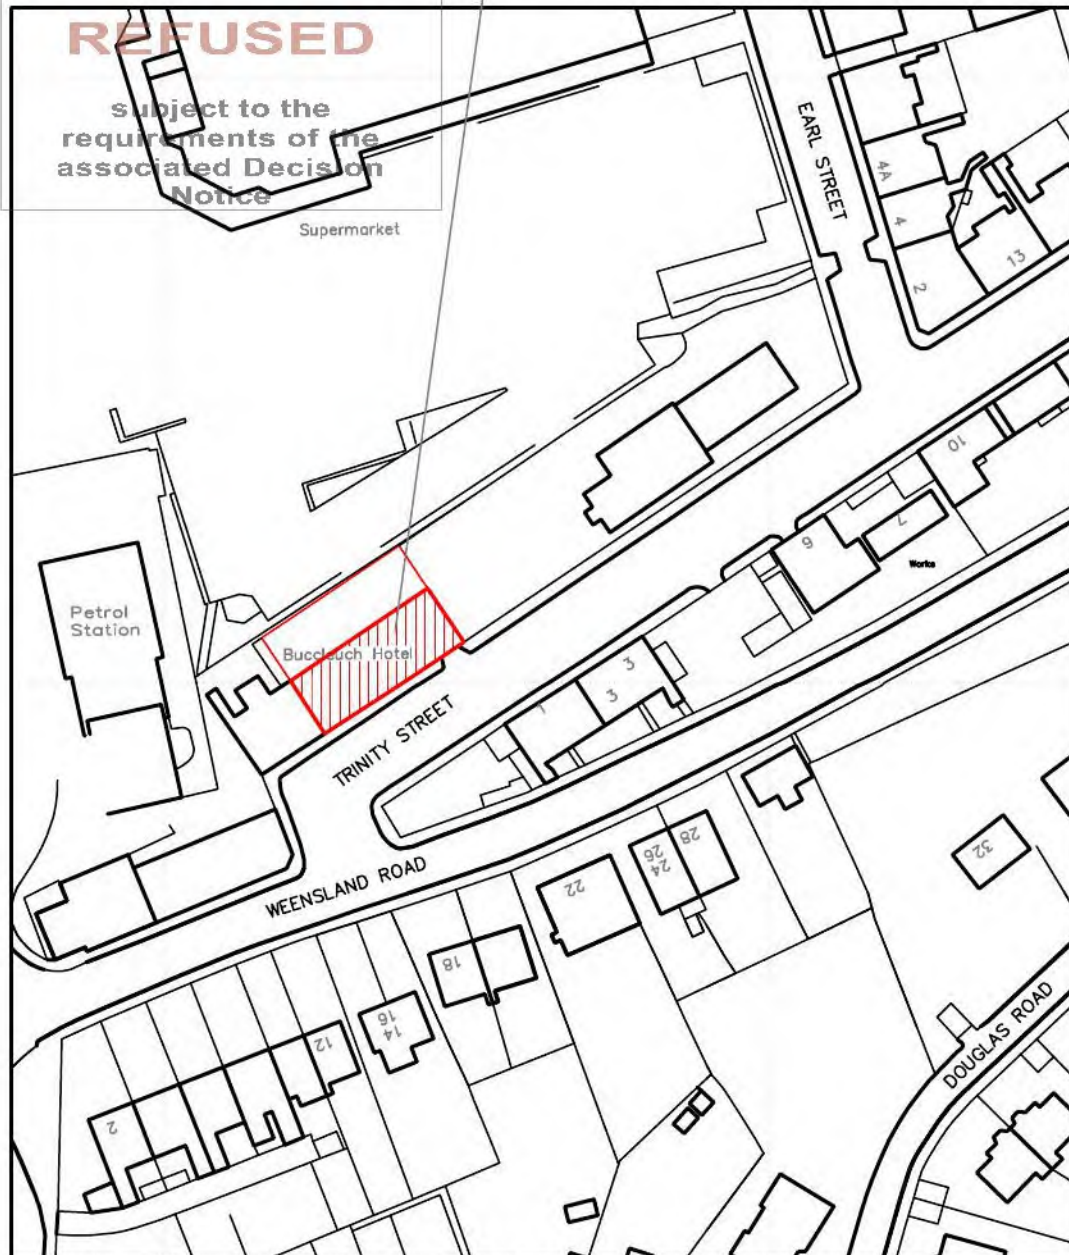 REFUSED
subject to the
requirements of the
associated Decision
Notice
Supermarket
EARL STREET
4A
4
2
13
10
7
9
Works
Petrol
Station
Buccleuch Hotel
TRINITY STREET
3
3
1
WEENSLAND ROAD
28
26
24
22
32
18
16
14
12
2
DOUGLAS ROAD